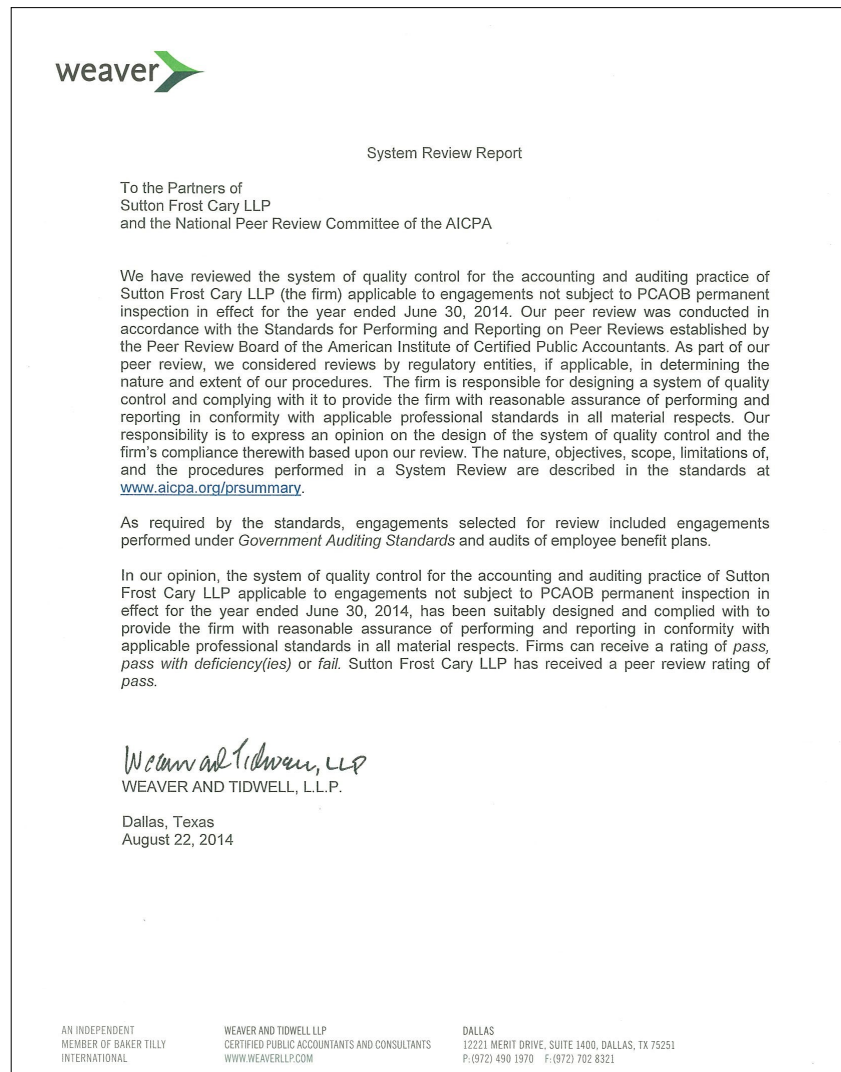 weaver
System Review Report
To the Partners of
Sutton Frost Cary LLP
and the National Peer Review Committee of the AICPA
We have reviewed the system of quality control for the accounting and auditing practice of
Sutton Frost Cary LLP (the firm) applicable to engagements not subject to PCAOB permanent
inspection in effect for the year ended June 30, 2014. Our peer review was conducted in
accordance with the Standards for Performing and Reporting on Peer Reviews established by
the Peer Review Board of the American Institute of Certified Public Accountants. As part of our
peer review, we considered reviews by regulatory entities, if applicable, in determining the
nature and extent of our procedures. The firm is responsible for designing a system of quality
control and complying with it to provide the firm with reasonable assurance of performing and
reporting in conformity with applicable professional standards in all material respects. Our
responsibility is to express an opinion on the design of the system of quality control and the
firm's compliance therewith based upon our review. The nature, objectives, scope, limitations of,
and the procedures performed in a System Review are described in the standards at
www.aicpa.org/prsummary.
As required by the standards, engagements selected for review included engagements
performed under Government Auditing Standards and audits of employee benefit plans.
In our opinion, the system of quality control for the accounting and auditing practice of Sutton
Frost Cary LLP applicable to engagements not subject to PCAOB permanent inspection in
effect for the year ended June 30, 2014, has been suitably designed and complied with to
provide the firm with reasonable assurance of performing and reporting in conformity with
applicable professional standards in all material respects. Firms can receive a rating of pass,
pass with deficiency(ies) or fail. Sutton Frost Cary LLP has received a peer review rating of
pass.
Weaver and Tidwell, LLP
WEAVER AND TIDWELL, L.L.P.
Dallas, Texas
August 22, 2014
AN INDEPENDENT
MEMBER OF BAKER TILLY
INTERNATIONAL
WEAVER AND TIDWELL LLP
CERTIFIED PUBLIC ACCOUNTANTS AND CONSULTANTS
WWW.WEAVERLLP.COM
DALLAS
12221 MERIT DRIVE, SUITE 1400, DALLAS, TX 75251
P: (972) 490 1970 F: (972) 702 8321